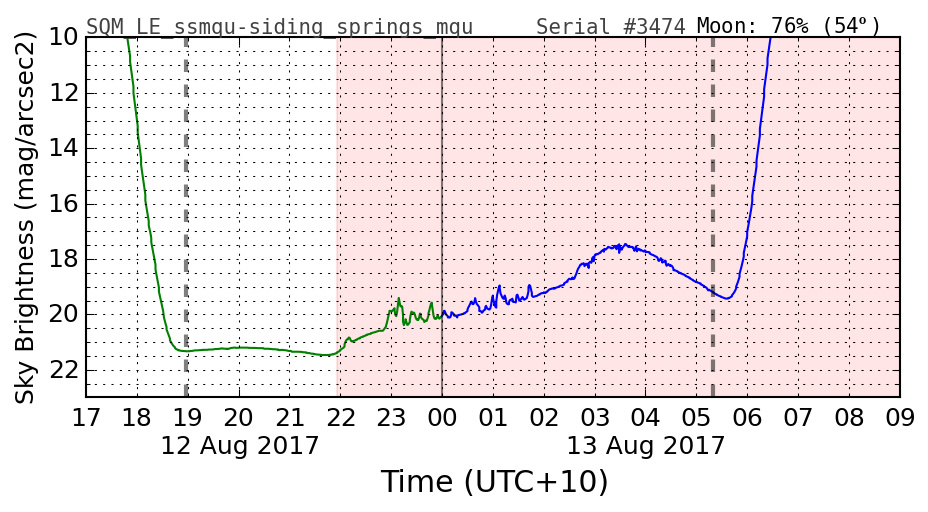 SQM_LE_ssmqu-siding_springs_mqu Serial #3474 Moon: 76% (54°)
Sky Brightness (mag/arcsec2)
10
12
14
16
18
20
22
17 18 19 20 21 22 23 00 01 02 03 04 05 06 07 08 09
12 Aug 2017 13 Aug 2017
Time (UTC+10)